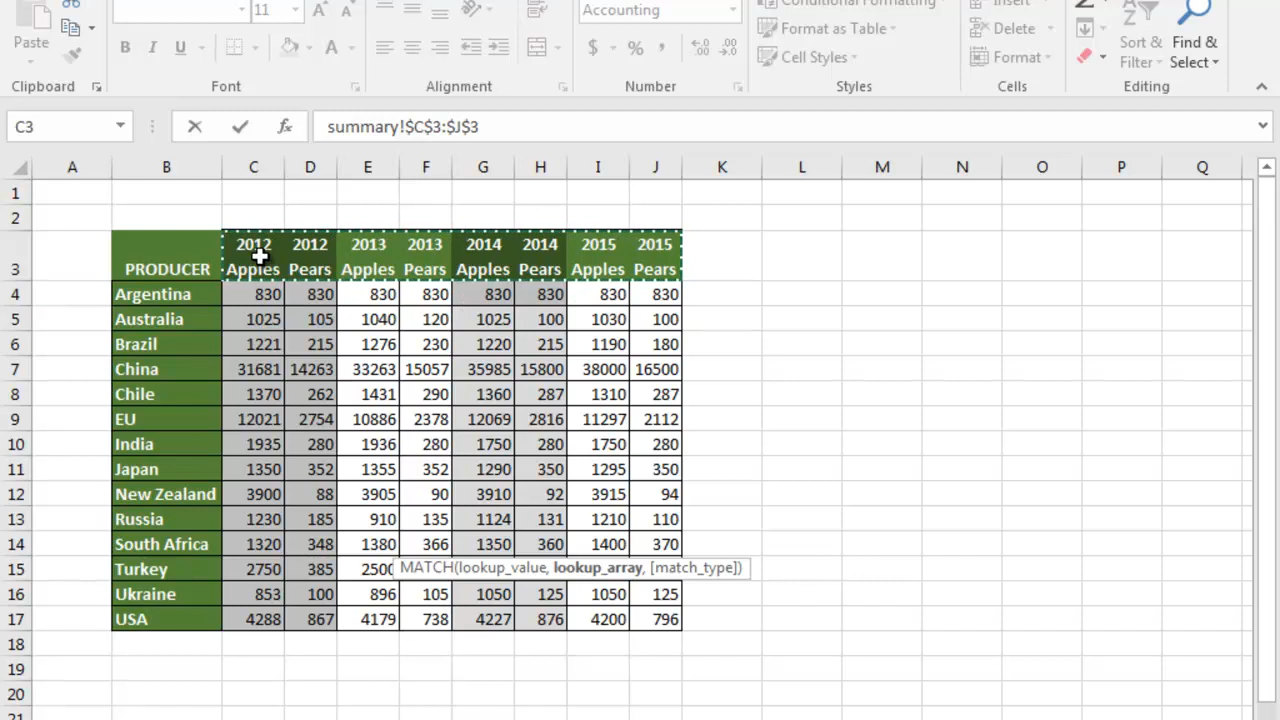 11
Accounting
Conditional Formatting
Insert
Paste
B I U
A
$ % ,
Format as Table
Delete
Sort & Find &
Cell Styles
Format
Filter Select
Clipboard Font Alignment Number Styles Cells Editing
C3 fx summary!$C$3:$J$3
A B C D E F G H I J K L M N O P Q
1
2
2012 2012 2013 2013 2014 2014 2015 2015
3 PRODUCER Apples Pears Apples Pears Apples Pears Apples Pears
4 Argentina 830 830 830 830 830 830 830 830
5 Australia 1025 105 1040 120 1025 100 1030 100
6 Brazil 1221 215 1276 230 1220 215 1190 180
7 China 31681 14263 33263 15057 35985 15800 38000 16500
8 Chile 1370 262 1431 290 1360 287 1310 287
9 EU 12021 2754 10886 2378 12069 2816 11297 2112
10 India 1935 280 1936 280 1750 280 1750 280
11 Japan 1350 352 1355 352 1290 350 1295 350
12 New Zealand 3900 88 3905 90 3910 92 3915 94
13 Russia 1230 185 910 135 1124 131 1210 110
14 South Africa 1320 348 1380 366 1350 360 1400 370
15 Turkey 2750 385 2500 MATCH(lookup_value, lookup_array, [match_type])
16 Ukraine 853 100 896 105 1050 125 1050 125
17 USA 4288 867 4179 738 4227 876 4200 796
18
19
20
21